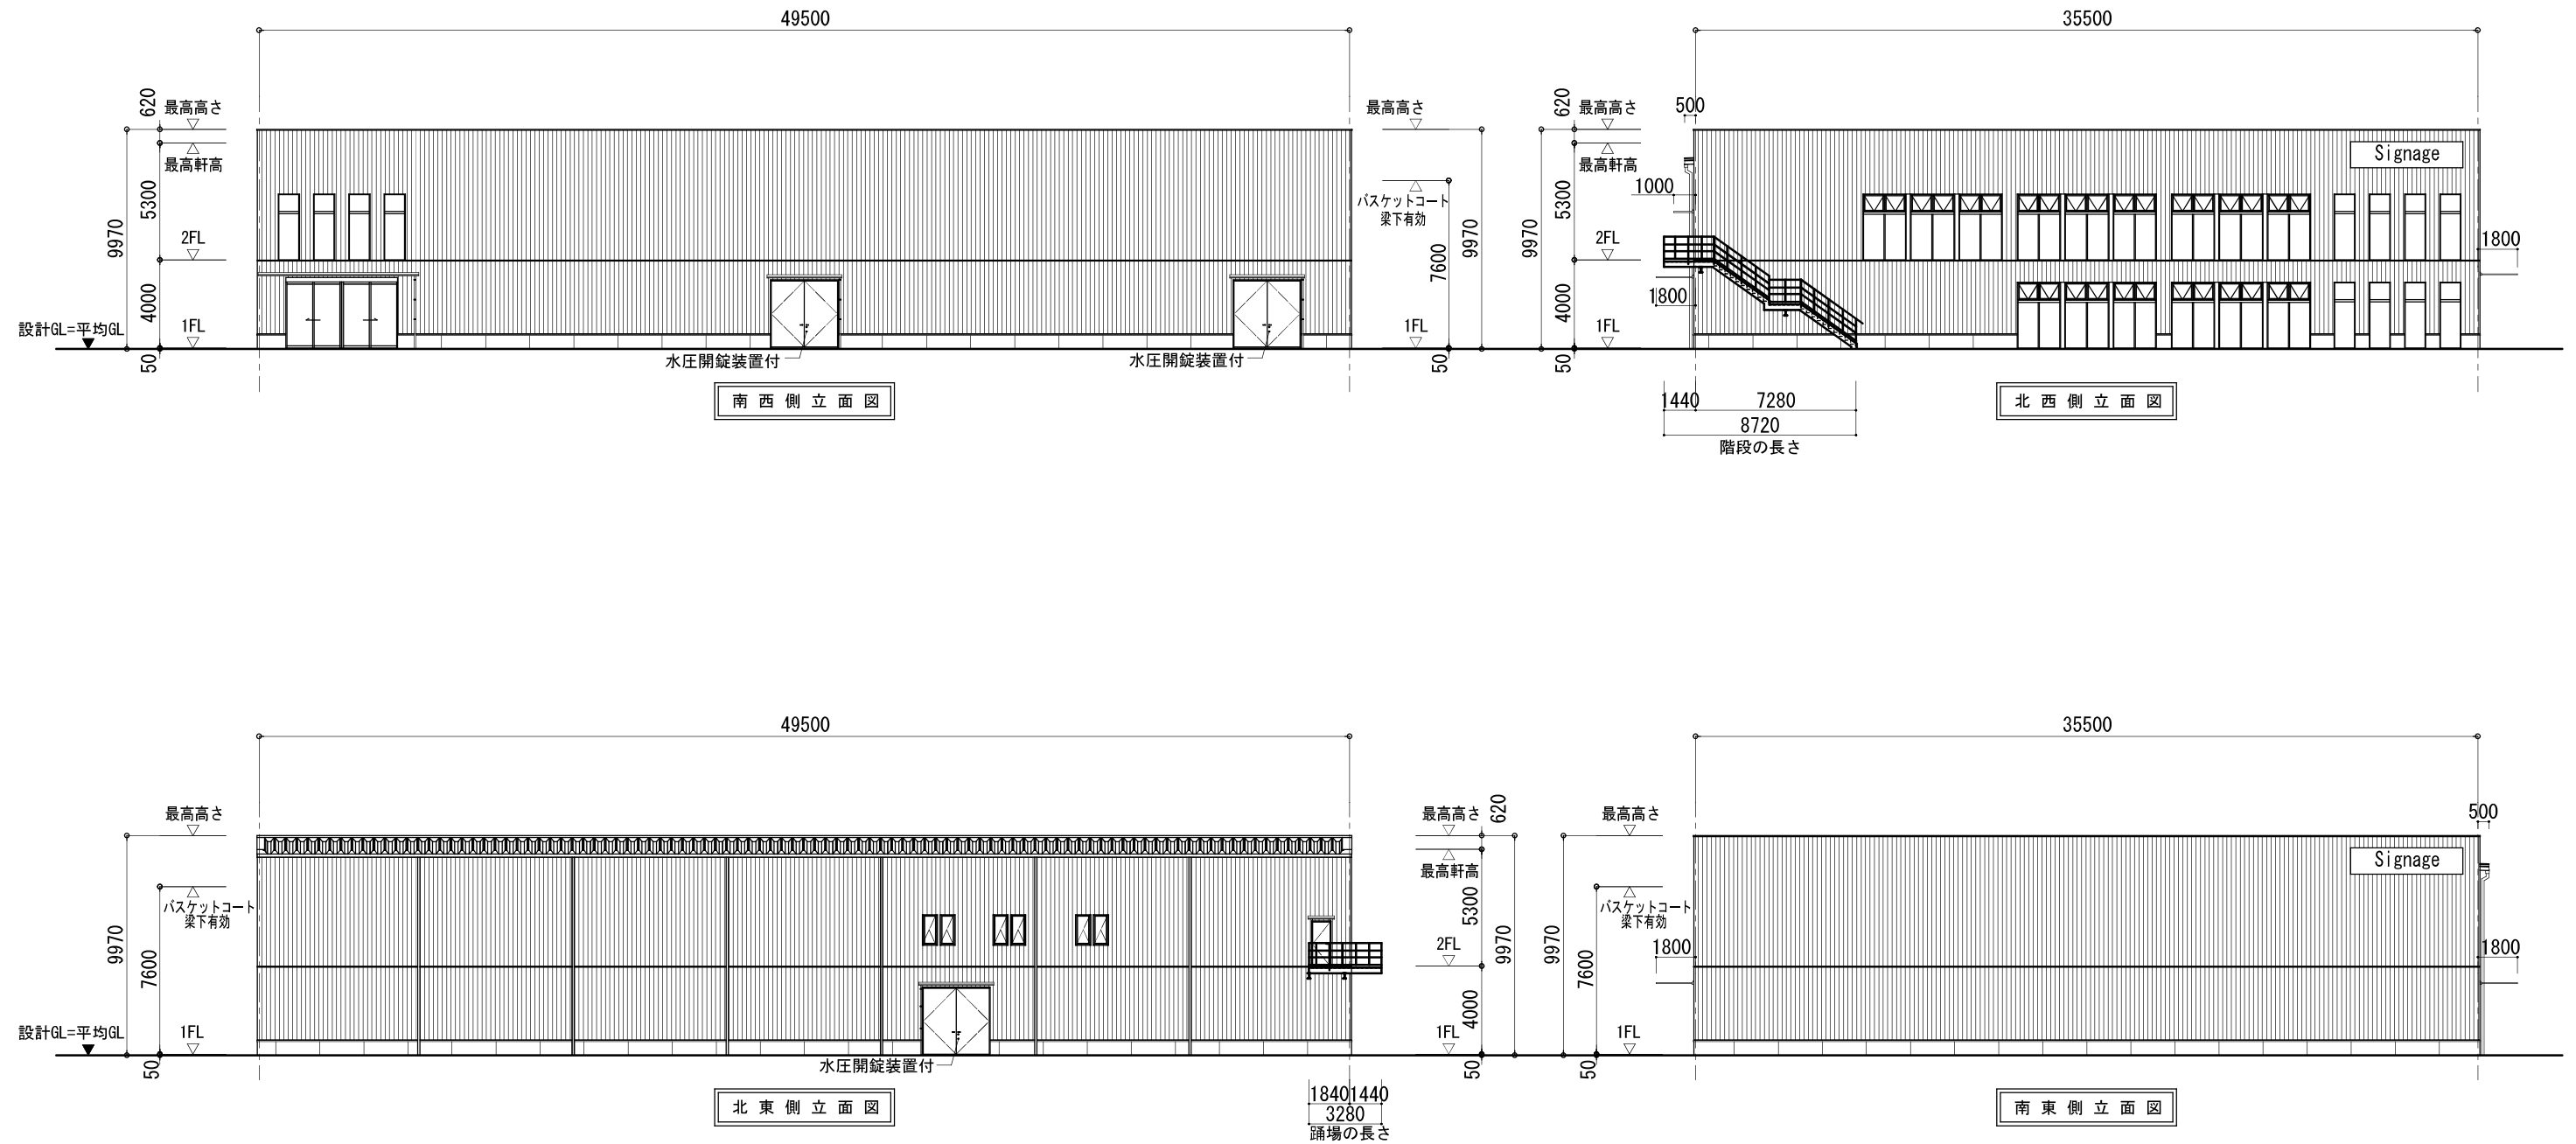 49500
620
最高高さ
最高軒高
5300
9970
2FL
4000
設計GL=平均GL
1FL
50
水圧開錠装置付
水圧開錠装置付
最高高さ
バスケットコート
梁下有効
7600
9970
1FL
50
南西側立面図
35500
620
最高高さ
500
最高軒高
Signage
5300
1000
9970
2FL
1800
4000
1800
1FL
50
1440
7280
8720
階段の長さ
北西側立面図
49500
最高高さ
バスケットコート
梁下有効
9970
7600
設計GL=平均GL
1FL
50
水圧開錠装置付
620
最高高さ
最高軒高
5300
9970
2FL
4000
1FL
50
1840
1440
3280
踊場の長さ
北東側立面図
35500
最高高さ
500
Signage
バスケットコート
梁下有効
9970
7600
1800
1800
1FL
50
南東側立面図